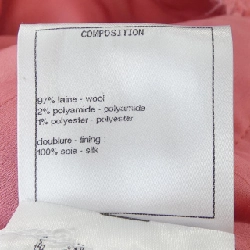 COMPOSITION
97% laine - wool
2% polyamide - polyamide
1% polyester - polyester
doublure - lining
100% soie - silk